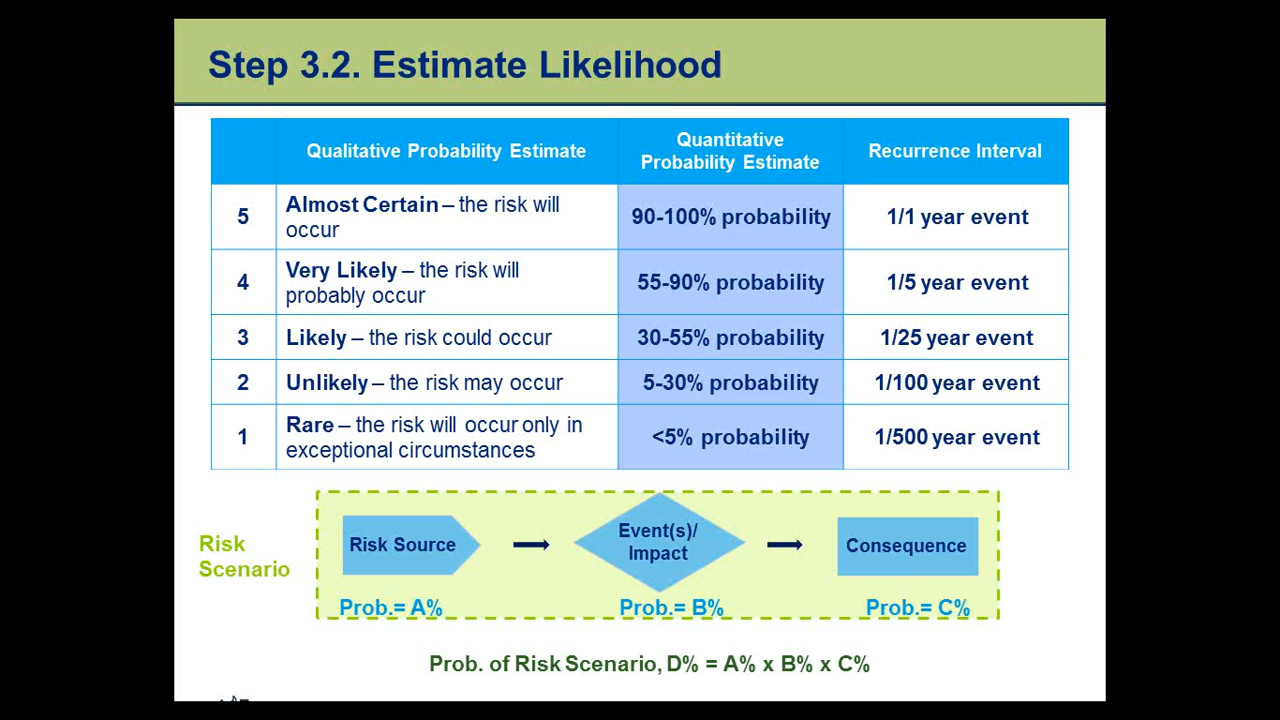 Step 3.2. Estimate Likelihood
Qualitative Probability Estimate
Quantitative
Probability Estimate
Recurrence Interval
5
Almost Certain – the risk will
occur
90-100% probability
1/1 year event
4
Very Likely – the risk will
probably occur
55-90% probability
1/5 year event
3
Likely – the risk could occur
30-55% probability
1/25 year event
2
Unlikely – the risk may occur
5-30% probability
1/100 year event
1
Rare – the risk will occur only in
exceptional circumstances
<5% probability
1/500 year event
Risk
Scenario
Risk Source
Event(s)/
Impact
Consequence
Prob.= A%
Prob.= B%
Prob.= C%
Prob. of Risk Scenario, D% = A% x B% x C%